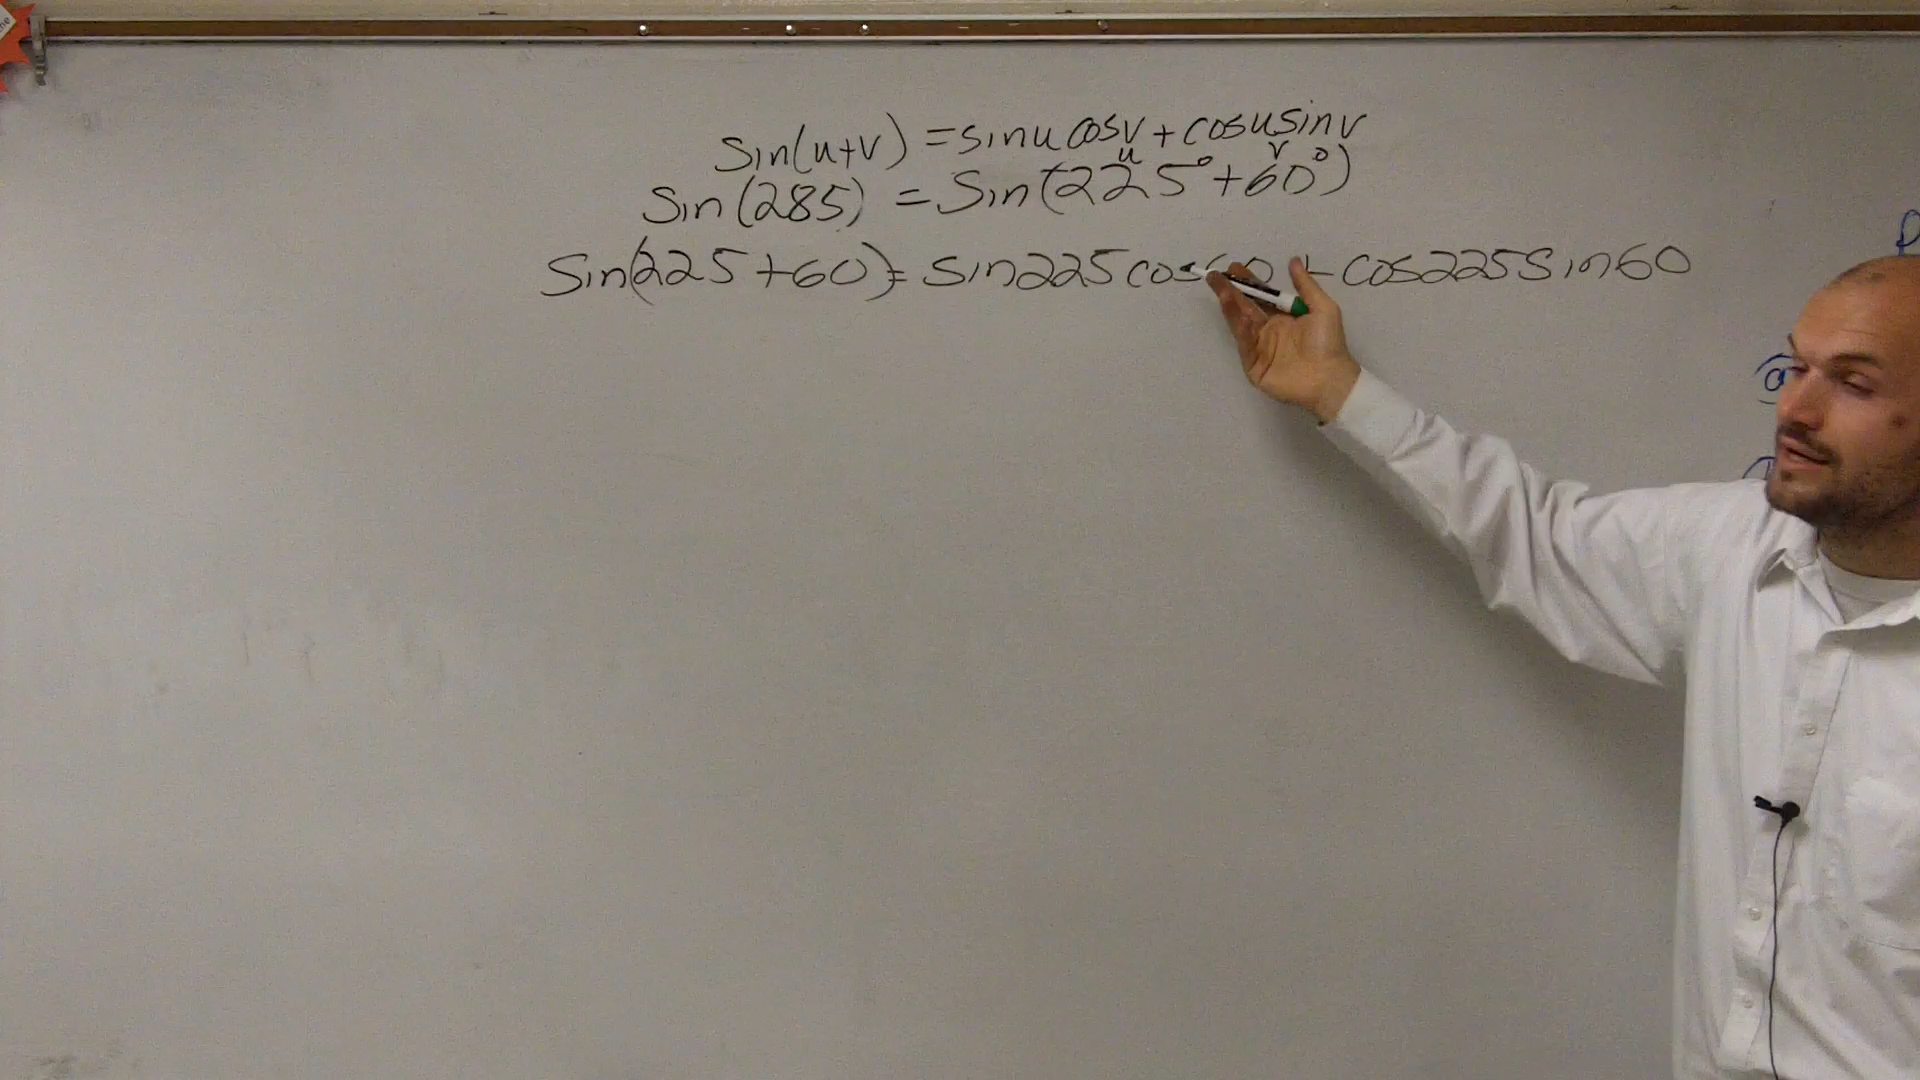 sin(u+v) = sinu cosv + cosu sinv
u v
Sin(285) = Sin(225° + 60°)
Sin(225 + 60) = sin225 cos60 + cos225 Sin60